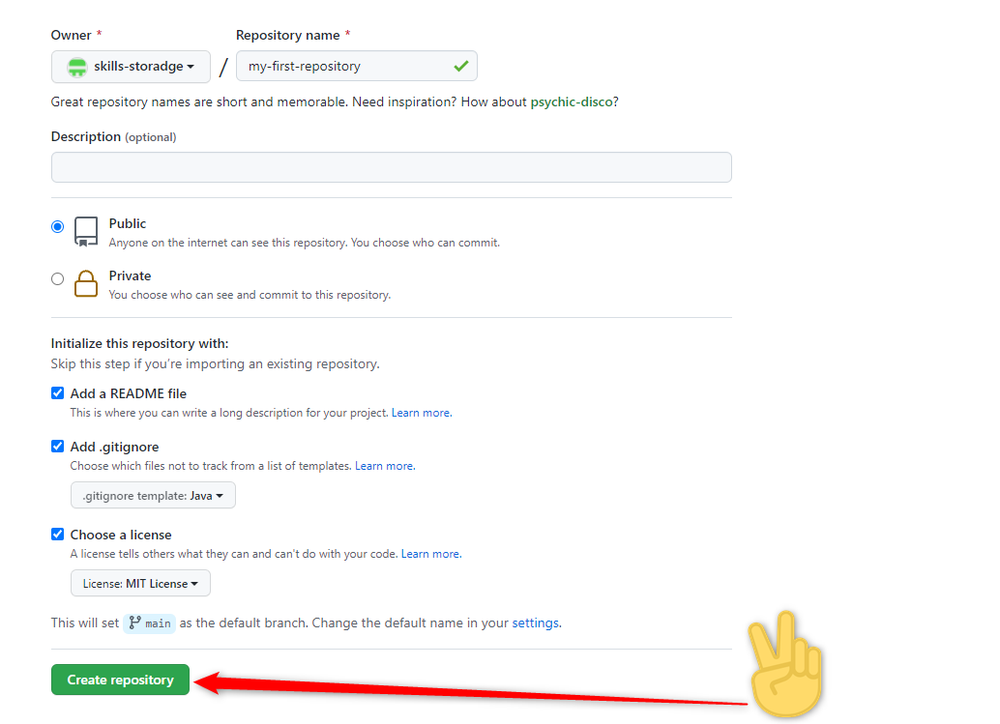 Owner *
Repository name *
skills-storadge
/
my-first-repository
Great repository names are short and memorable. Need inspiration? How about psychic-disco?
Description (optional)
Public
Anyone on the internet can see this repository. You choose who can commit.
Private
You choose who can see and commit to this repository.
Initialize this repository with:
Skip this step if you’re importing an existing repository.
Add a README file
This is where you can write a long description for your project. Learn more.
Add .gitignore
Choose which files not to track from a list of templates. Learn more.
.gitignore template: Java
Choose a license
A license tells others what they can and can't do with your code. Learn more.
License: MIT License
This will set main as the default branch. Change the default name in your settings.
Create repository